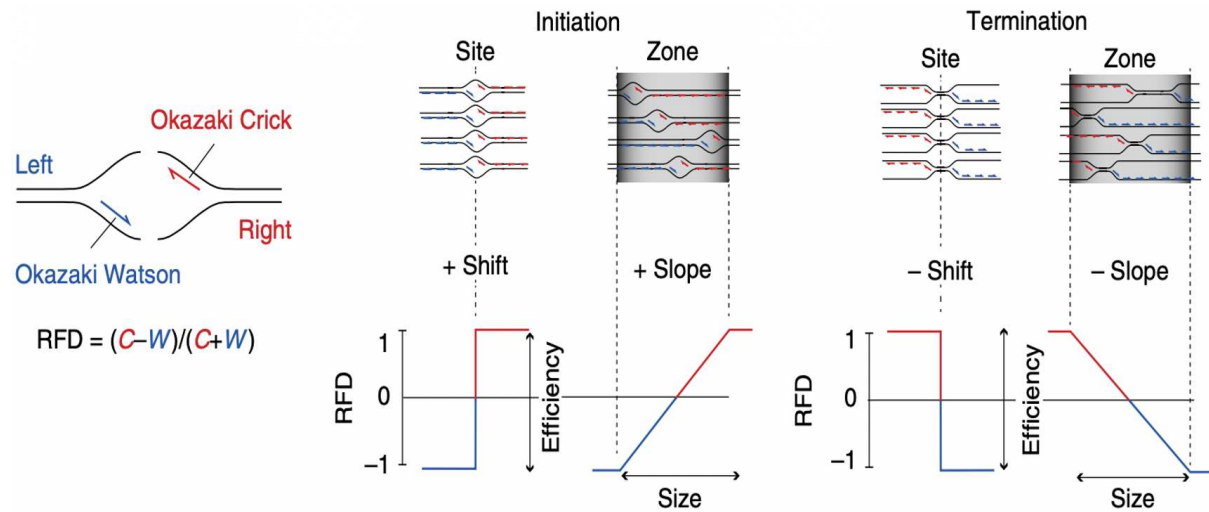 Initiation
Termination
Site
Zone
Site
Zone
Okazaki Crick
Left
Right
Okazaki Watson
RFD = (C–W)/(C+W)
+ Shift
+ Slope
– Shift
– Slope
RFD
1
0
–1
Efficiency
Size
RFD
1
0
–1
Efficiency
Size